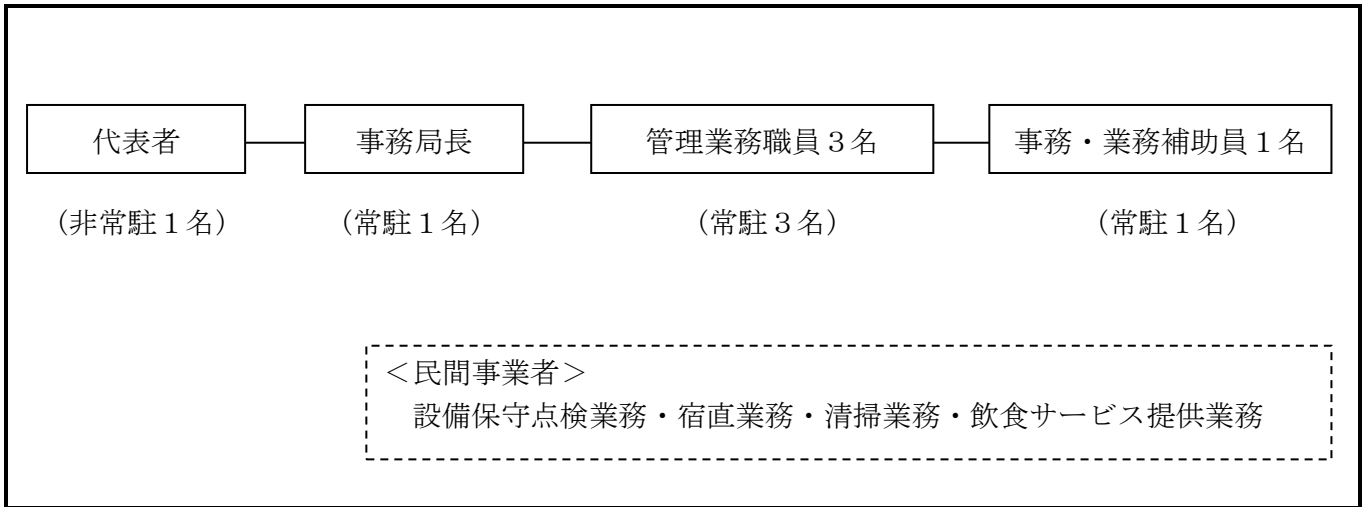 代表者
事務局長
管理業務職員３名
事務・業務補助員１名
（非常駐１名）
（常駐１名）
（常駐３名）
（常駐１名）
＜民間事業者＞
設備保守点検業務・宿直業務・清掃業務・飲食サービス提供業務